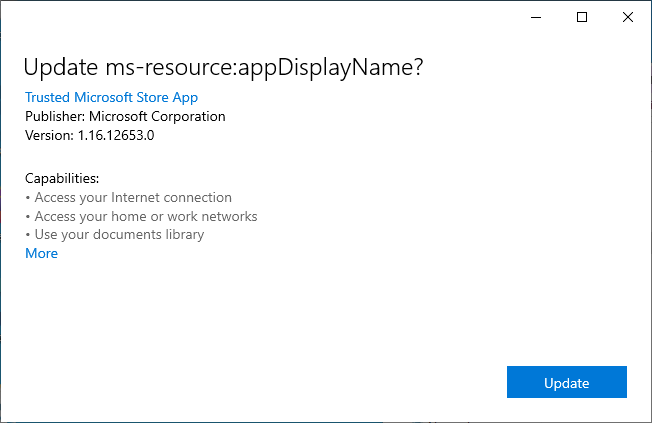 Update ms-resource:appDisplayName?
Trusted Microsoft Store App
Publisher: Microsoft Corporation
Version: 1.16.12653.0
Capabilities:
• Access your Internet connection
• Access your home or work networks
• Use your documents library
More
Update